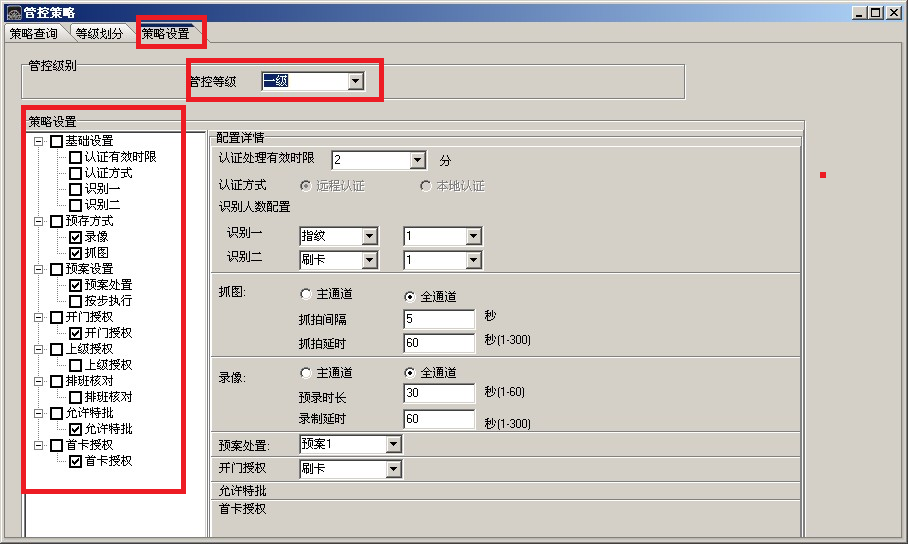 管控策略
策略查询 等级划分 策略设置
管控级别
管控等级 一级
策略设置
基础设置
认证有效时限
认证方式
识别一
识别二
预存方式
录像
抓图
预案设置
预案处置
按步执行
开门授权
开门授权
上级授权
上级授权
排班核对
排班核对
允许特批
允许特批
首卡授权
首卡授权
配置详情
认证处理有效时限 2 分
认证方式 远程认证 本地认证
识别人数配置
识别一 指纹 1
识别二 刷卡 1
抓图: 主通道 全通道
抓拍间隔 5 秒
抓拍延时 60 秒(1-300)
录像: 主通道 全通道
预录时长 30 秒(1-60)
录制延时 60 秒(1-300)
预案处置: 预案1
开门授权 刷卡
允许特批
首卡授权